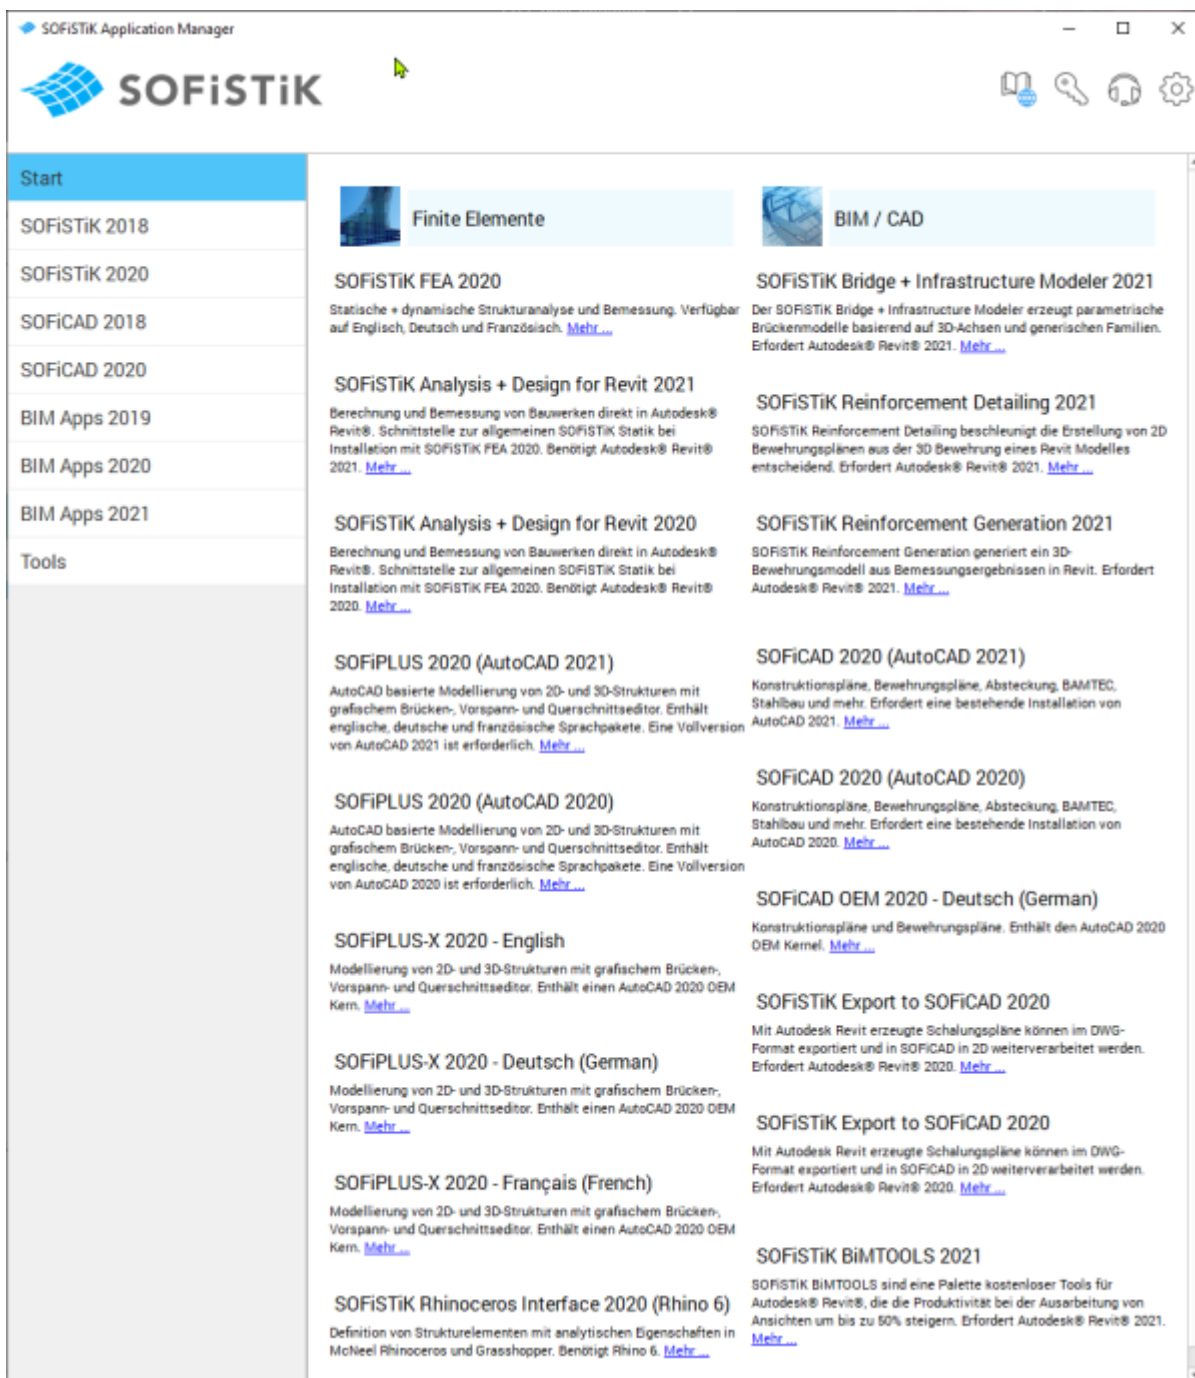 SOFiSTiK Application Manager
SOFiSTiK
Start
SOFiSTiK 2018
SOFiSTiK 2020
SOFiCAD 2018
SOFiCAD 2020
BIM Apps 2019
BIM Apps 2020
BIM Apps 2021
Tools
Finite Elemente
SOFiSTiK FEA 2020
Statische + dynamische Strukturanalyse und Bemessung. Verfügbar
auf Englisch, Deutsch und Französisch. Mehr ...
SOFiSTiK Analysis + Design for Revit 2021
Berechnung und Bemessung von Bauwerken direkt in Autodesk®
Revit®. Schnittstelle zur allgemeinen SOFiSTiK Statik bei
Installation mit SOFiSTiK FEA 2020. Benötigt Autodesk® Revit®
2021. Mehr ...
SOFiSTiK Analysis + Design for Revit 2020
Berechnung und Bemessung von Bauwerken direkt in Autodesk®
Revit®. Schnittstelle zur allgemeinen SOFiSTiK Statik bei
Installation mit SOFiSTiK FEA 2020. Benötigt Autodesk® Revit®
2020. Mehr ...
SOFiPLUS 2020 (AutoCAD 2021)
AutoCAD basierte Modellierung von 2D- und 3D-Strukturen mit
grafischem Brücken-, Vorspann- und Querschnittseditor. Enthält
englische, deutsche und französische Sprachpakete. Eine Vollversion
von AutoCAD 2021 ist erforderlich. Mehr ...
SOFiPLUS 2020 (AutoCAD 2020)
AutoCAD basierte Modellierung von 2D- und 3D-Strukturen mit
grafischem Brücken-, Vorspann- und Querschnittseditor. Enthält
englische, deutsche und französische Sprachpakete. Eine Vollversion
von AutoCAD 2020 ist erforderlich. Mehr ...
SOFiPLUS-X 2020 - English
Modellierung von 2D- und 3D-Strukturen mit grafischem Brücken-,
Vorspann- und Querschnittseditor. Enthält einen AutoCAD 2020 OEM
Kern. Mehr ...
SOFiPLUS-X 2020 - Deutsch (German)
Modellierung von 2D- und 3D-Strukturen mit grafischem Brücken-,
Vorspann- und Querschnittseditor. Enthält einen AutoCAD 2020 OEM
Kern. Mehr ...
SOFiPLUS-X 2020 - Français (French)
Modellierung von 2D- und 3D-Strukturen mit grafischem Brücken-,
Vorspann- und Querschnittseditor. Enthält einen AutoCAD 2020 OEM
Kern. Mehr ...
SOFiSTiK Rhinoceros Interface 2020 (Rhino 6)
Definition von Strukturelementen mit analytischen Eigenschaften in
McNeel Rhinoceros und Grasshopper. Benötigt Rhino 6. Mehr ...
BIM / CAD
SOFiSTiK Bridge + Infrastructure Modeler 2021
Der SOFiSTiK Bridge + Infrastructure Modeler erzeugt parametrische
Brückenmodelle basierend auf 3D-Achsen und generischen Familien.
Erfordert Autodesk® Revit® 2021. Mehr ...
SOFiSTiK Reinforcement Detailing 2021
SOFiSTiK Reinforcement Detailing beschleunigt die Erstellung von 2D
Bewehrungsplänen aus der 3D Bewehrung eines Revit Modelles
entscheidend. Erfordert Autodesk® Revit® 2021. Mehr ...
SOFiSTiK Reinforcement Generation 2021
SOFiSTiK Reinforcement Generation generiert ein 3D-
Bewehrungsmodell aus Bemessungsergebnissen in Revit. Erfordert
Autodesk® Revit® 2021. Mehr ...
SOFiCAD 2020 (AutoCAD 2021)
Konstruktionspläne, Bewehrungspläne, Absteckung, BAMTEC,
Stahlbau und mehr. Erfordert eine bestehende Installation von
AutoCAD 2021. Mehr ...
SOFiCAD 2020 (AutoCAD 2020)
Konstruktionspläne, Bewehrungspläne, Absteckung, BAMTEC,
Stahlbau und mehr. Erfordert eine bestehende Installation von
AutoCAD 2020. Mehr ...
SOFiCAD OEM 2020 - Deutsch (German)
Konstruktionspläne und Bewehrungspläne. Enthält den AutoCAD 2020
OEM Kernel. Mehr ...
SOFiSTiK Export to SOFiCAD 2020
Mit Autodesk Revit erzeugte Schalungspläne können im DWG-
Format exportiert und in SOFiCAD in 2D weiterverarbeitet werden.
Erfordert Autodesk® Revit® 2020. Mehr ...
SOFiSTiK Export to SOFiCAD 2020
Mit Autodesk Revit erzeugte Schalungspläne können im DWG-
Format exportiert und in SOFiCAD in 2D weiterverarbeitet werden.
Erfordert Autodesk® Revit® 2020. Mehr ...
SOFiSTiK BiMTOOLS 2021
SOFiSTiK BiMTOOLS sind eine Palette kostenloser Tools für
Autodesk® Revit®, die die Produktivität bei der Ausarbeitung von
Ansichten um bis zu 50% steigern. Erfordert Autodesk® Revit® 2021.
Mehr ...